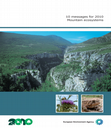 10 messages for 2010
Mountain ecosystems
2010
European Environment Agency